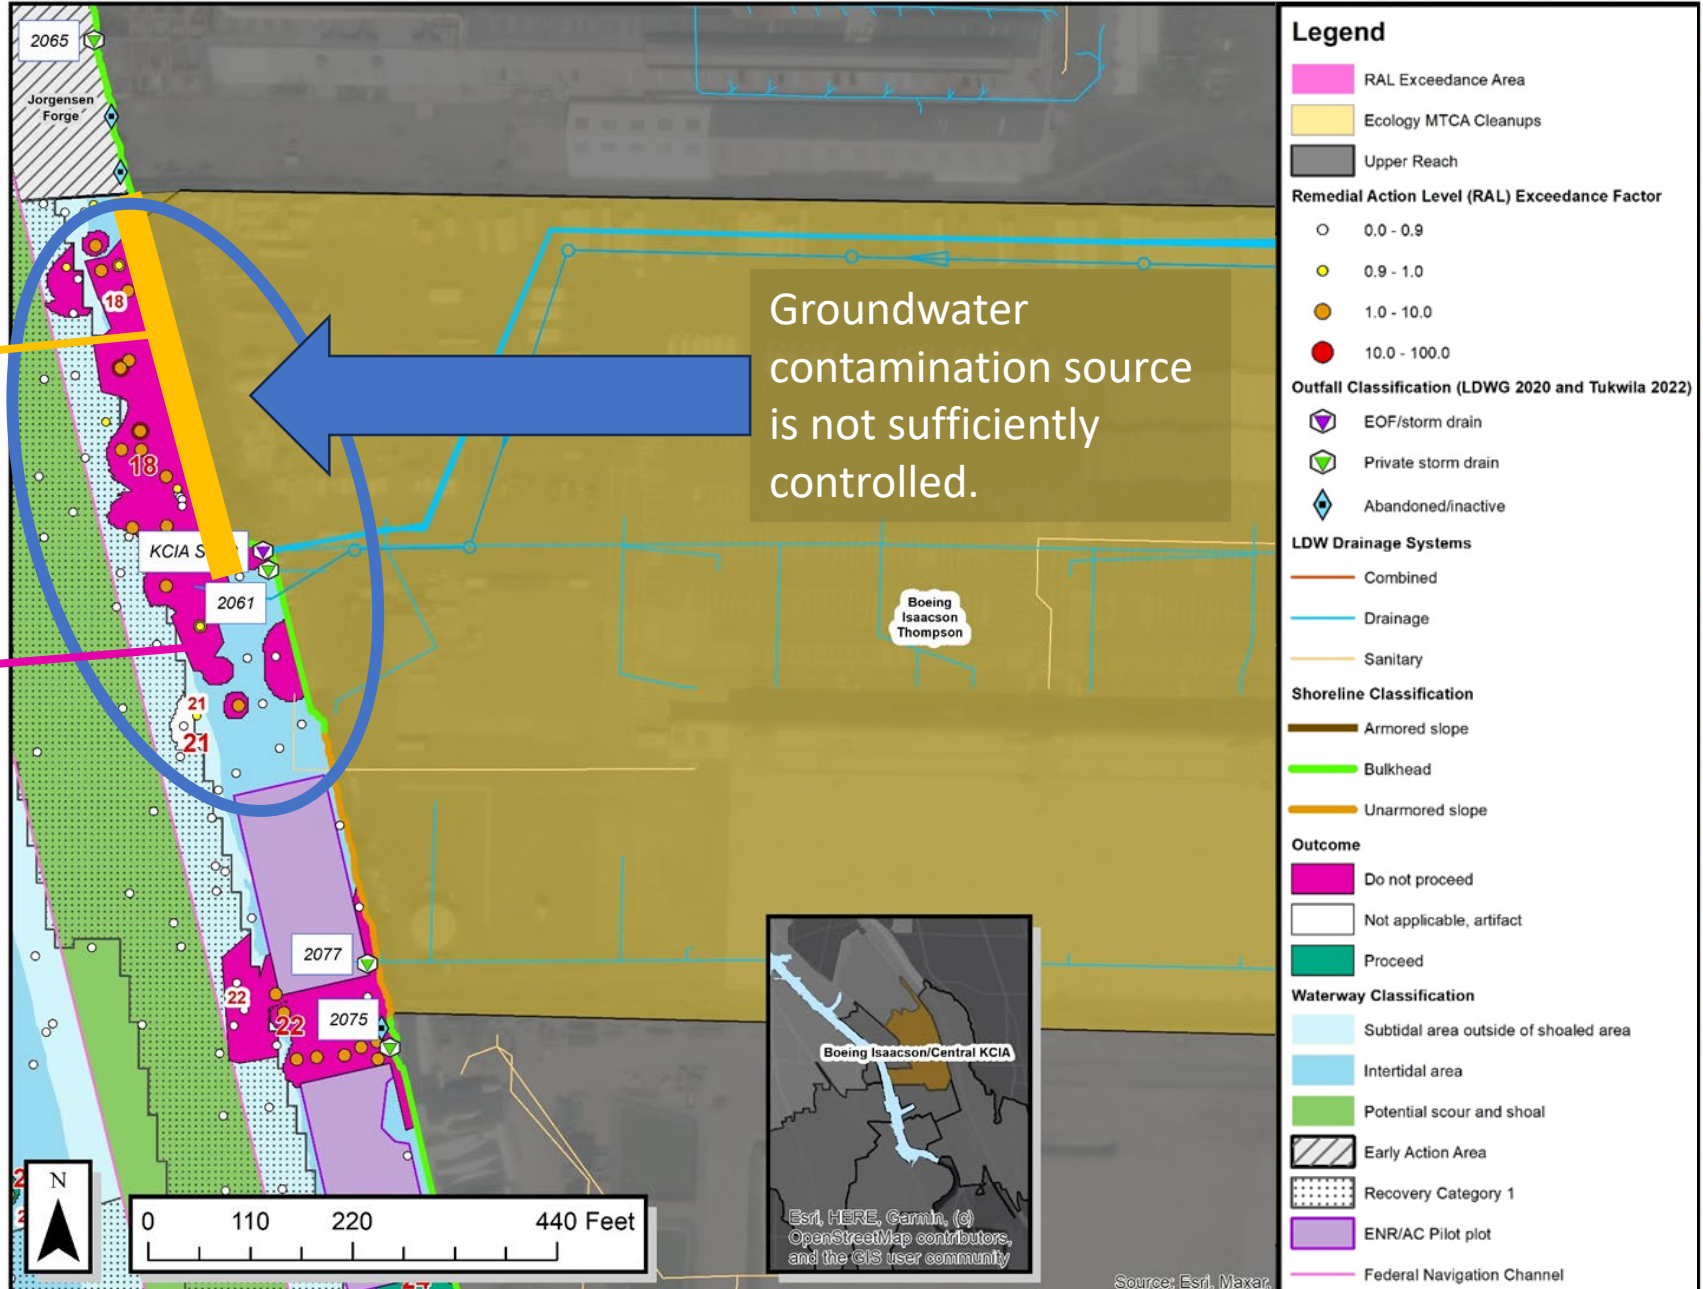 2065
Jorgensen
Forge
18
18
KCIA S
2061
21
21
2077
22
22
2075
Groundwater
contamination source
is not sufficiently
controlled.
Boeing
Isaacson
Thompson
Boeing Isaacson/Central KCIA
Esri, HERE, Garmin, (c)
OpenStreetMap contributors,
and the GIS user community
N
0 110 220 440 Feet
Source: Esri, Maxar,
Legend
RAL Exceedance Area
Ecology MTCA Cleanups
Upper Reach
Remedial Action Level (RAL) Exceedance Factor
0.0 - 0.9
0.9 - 1.0
1.0 - 10.0
10.0 - 100.0
Outfall Classification (LDWG 2020 and Tukwila 2022)
EOF/storm drain
Private storm drain
Abandoned/inactive
LDW Drainage Systems
Combined
Drainage
Sanitary
Shoreline Classification
Armored slope
Bulkhead
Unarmored slope
Outcome
Do not proceed
Not applicable, artifact
Proceed
Waterway Classification
Subtidal area outside of shoaled area
Intertidal area
Potential scour and shoal
Early Action Area
Recovery Category 1
ENR/AC Pilot plot
Federal Navigation Channel